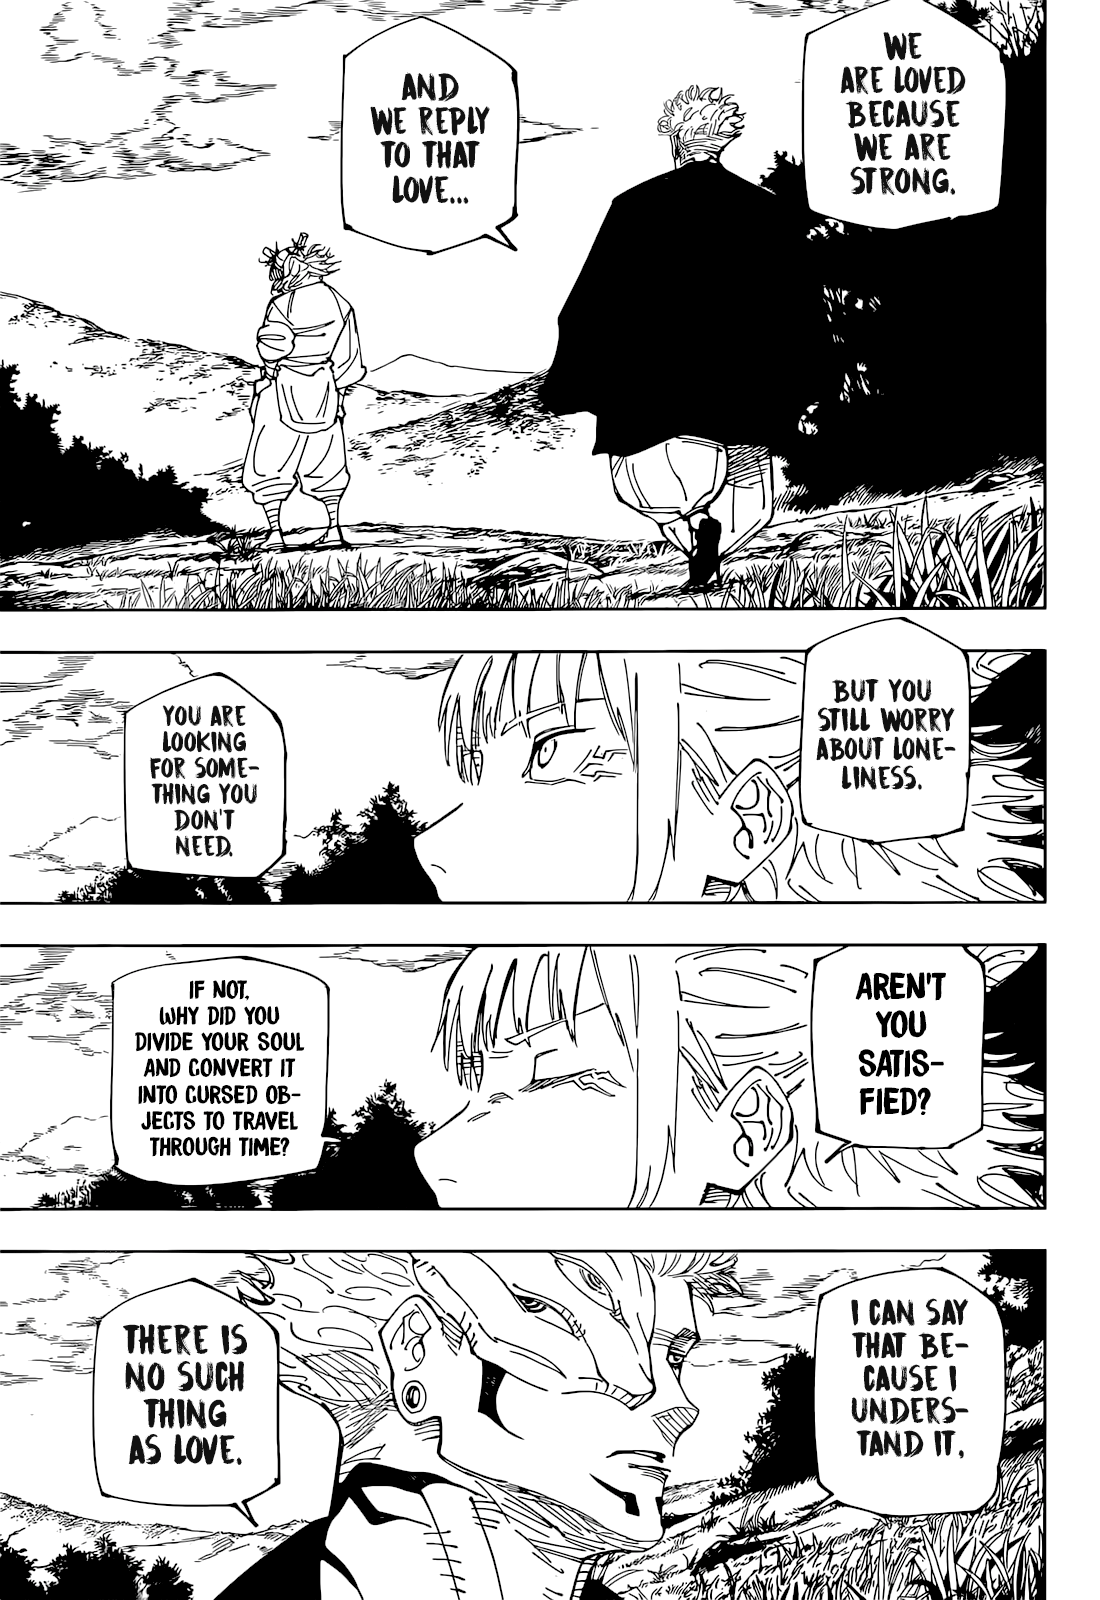 WE
ARE LOVED
BECAUSE
WE ARE
STRONG.
AND
WE REPLY
TO THAT
LOVE...
BUT YOU
STILL WORRY
ABOUT LONE-
LINESS.
YOU ARE
LOOKING
FOR SOME-
THING YOU
DON'T
NEED.
AREN'T
YOU
SATIS-
FIED?
IF NOT,
WHY DID YOU
DIVIDE YOUR SOUL
AND CONVERT IT
INTO CURSED OB-
JECTS TO TRAVEL
THROUGH TIME?
I CAN SAY
THAT BE-
CAUSE I
UNDERS-
TAND IT,
THERE IS
NO SUCH
THING
AS LOVE.